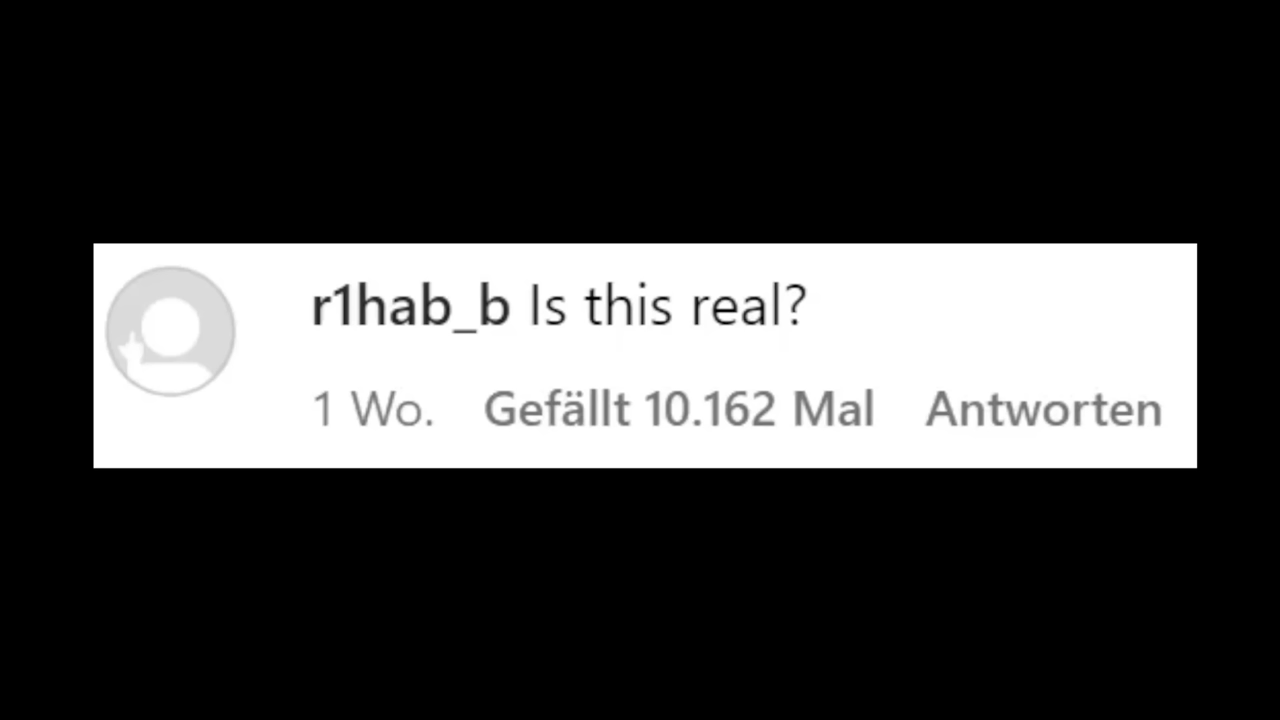 r1hab_b Is this real?
1 Wo. Gefällt 10.162 Mal Antworten